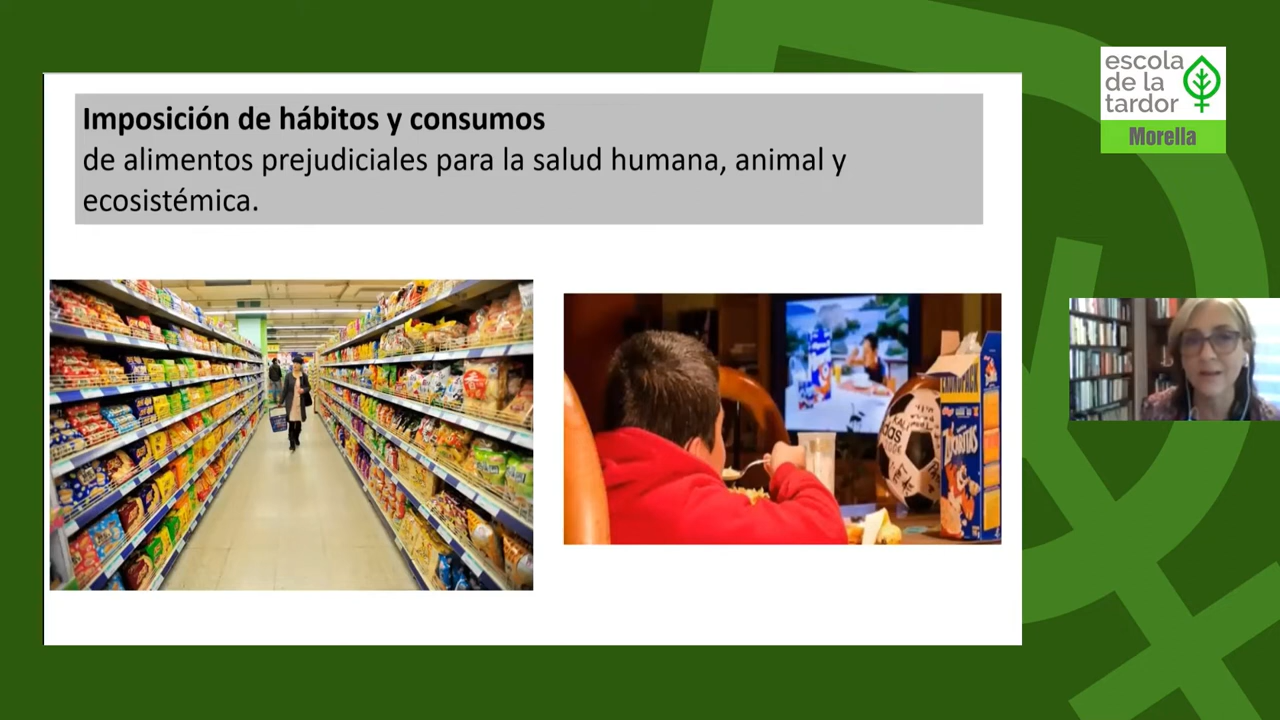 Imposición de hábitos y consumos
de alimentos prejudiciales para la salud humana, animal y
ecosistémica.
escola
de la
tardor
Morella